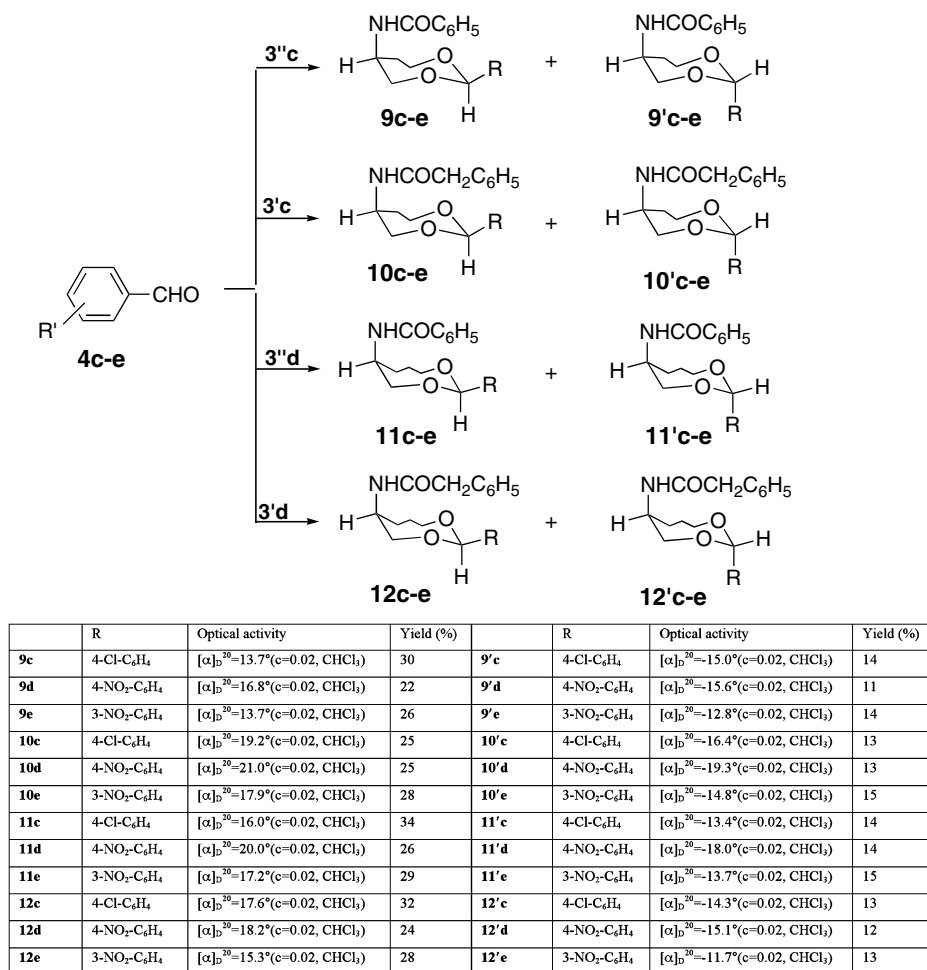 NHCOC6H5 NHCOC6H5
3''c H O O R H + H O O H R
9c-e 9'c-e
NHCOCH2C6H5 NHCOCH2C6H5
3'c H O O R H + H O O H R
10c-e 10'c-e
R' CHO
4c-e
NHCOC6H5 NHCOC6H5
3''d H O O R H + H O O H R
11c-e 11'c-e
NHCOCH2C6H5 NHCOCH2C6H5
3'd H O O R H + H O O H R
12c-e 12'c-e
R Optical activity Yield (%) R Optical activity Yield (%)
9c 4-Cl-C6H4 [α]D20=13.7°(c=0.02, CHCl3) 30 9'c 4-Cl-C6H4 [α]D20=-15.0°(c=0.02, CHCl3) 14
9d 4-NO2-C6H4 [α]D20=16.8°(c=0.02, CHCl3) 22 9'd 4-NO2-C6H4 [α]D20=-15.6°(c=0.02, CHCl3) 11
9e 3-NO2-C6H4 [α]D20=13.7°(c=0.02, CHCl3) 26 9'e 3-NO2-C6H4 [α]D20=-12.8°(c=0.02, CHCl3) 14
10c 4-Cl-C6H4 [α]D20=19.2°(c=0.02, CHCl3) 25 10'c 4-Cl-C6H4 [α]D20=-16.4°(c=0.02, CHCl3) 13
10d 4-NO2-C6H4 [α]D20=21.0°(c=0.02, CHCl3) 25 10'd 4-NO2-C6H4 [α]D20=-19.3°(c=0.02, CHCl3) 13
10e 3-NO2-C6H4 [α]D20=17.9°(c=0.02, CHCl3) 28 10'e 3-NO2-C6H4 [α]D20=-14.8°(c=0.02, CHCl3) 15
11c 4-Cl-C6H4 [α]D20=16.0°(c=0.02, CHCl3) 34 11'c 4-Cl-C6H4 [α]D20=-13.4°(c=0.02, CHCl3) 14
11d 4-NO2-C6H4 [α]D20=20.0°(c=0.02, CHCl3) 26 11'd 4-NO2-C6H4 [α]D20=-18.0°(c=0.02, CHCl3) 14
11e 3-NO2-C6H4 [α]D20=17.2°(c=0.02, CHCl3) 29 11'e 3-NO2-C6H4 [α]D20=-13.7°(c=0.02, CHCl3) 15
12c 4-Cl-C6H4 [α]D20=17.6°(c=0.02, CHCl3) 32 12'c 4-Cl-C6H4 [α]D20=-14.3°(c=0.02, CHCl3) 13
12d 4-NO2-C6H4 [α]D20=18.2°(c=0.02, CHCl3) 24 12'd 4-NO2-C6H4 [α]D20=-15.1°(c=0.02, CHCl3) 12
12e 3-NO2-C6H4 [α]D20=15.3°(c=0.02, CHCl3) 28 12'e 3-NO2-C6H4 [α]D20=-11.7°(c=0.02, CHCl3) 13